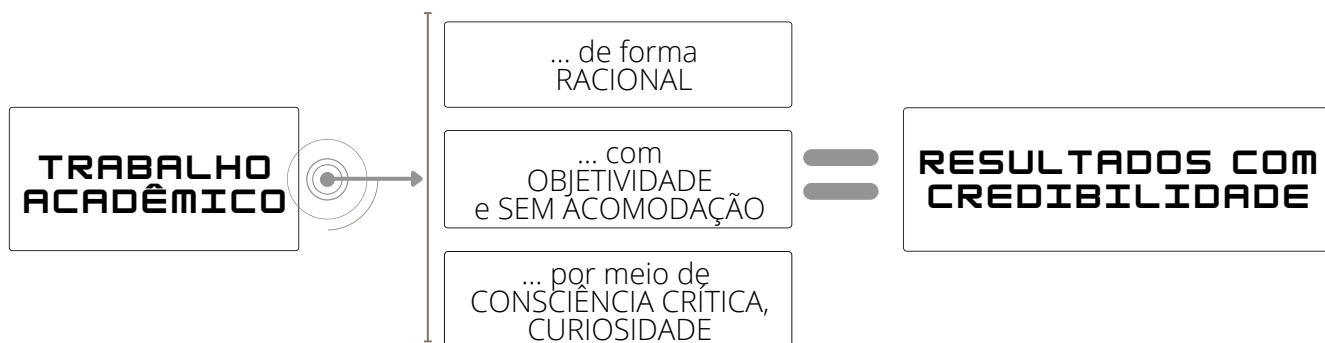 TRABALHO
ACADÊMICO
... de forma
RACIONAL
... com
OBJETIVIDADE
e SEM ACOMODAÇÃO
... por meio de
CONSCIÊNCIA CRÍTICA,
CURIOSIDADE
RESULTADOS COM
CREDIBILIDADE